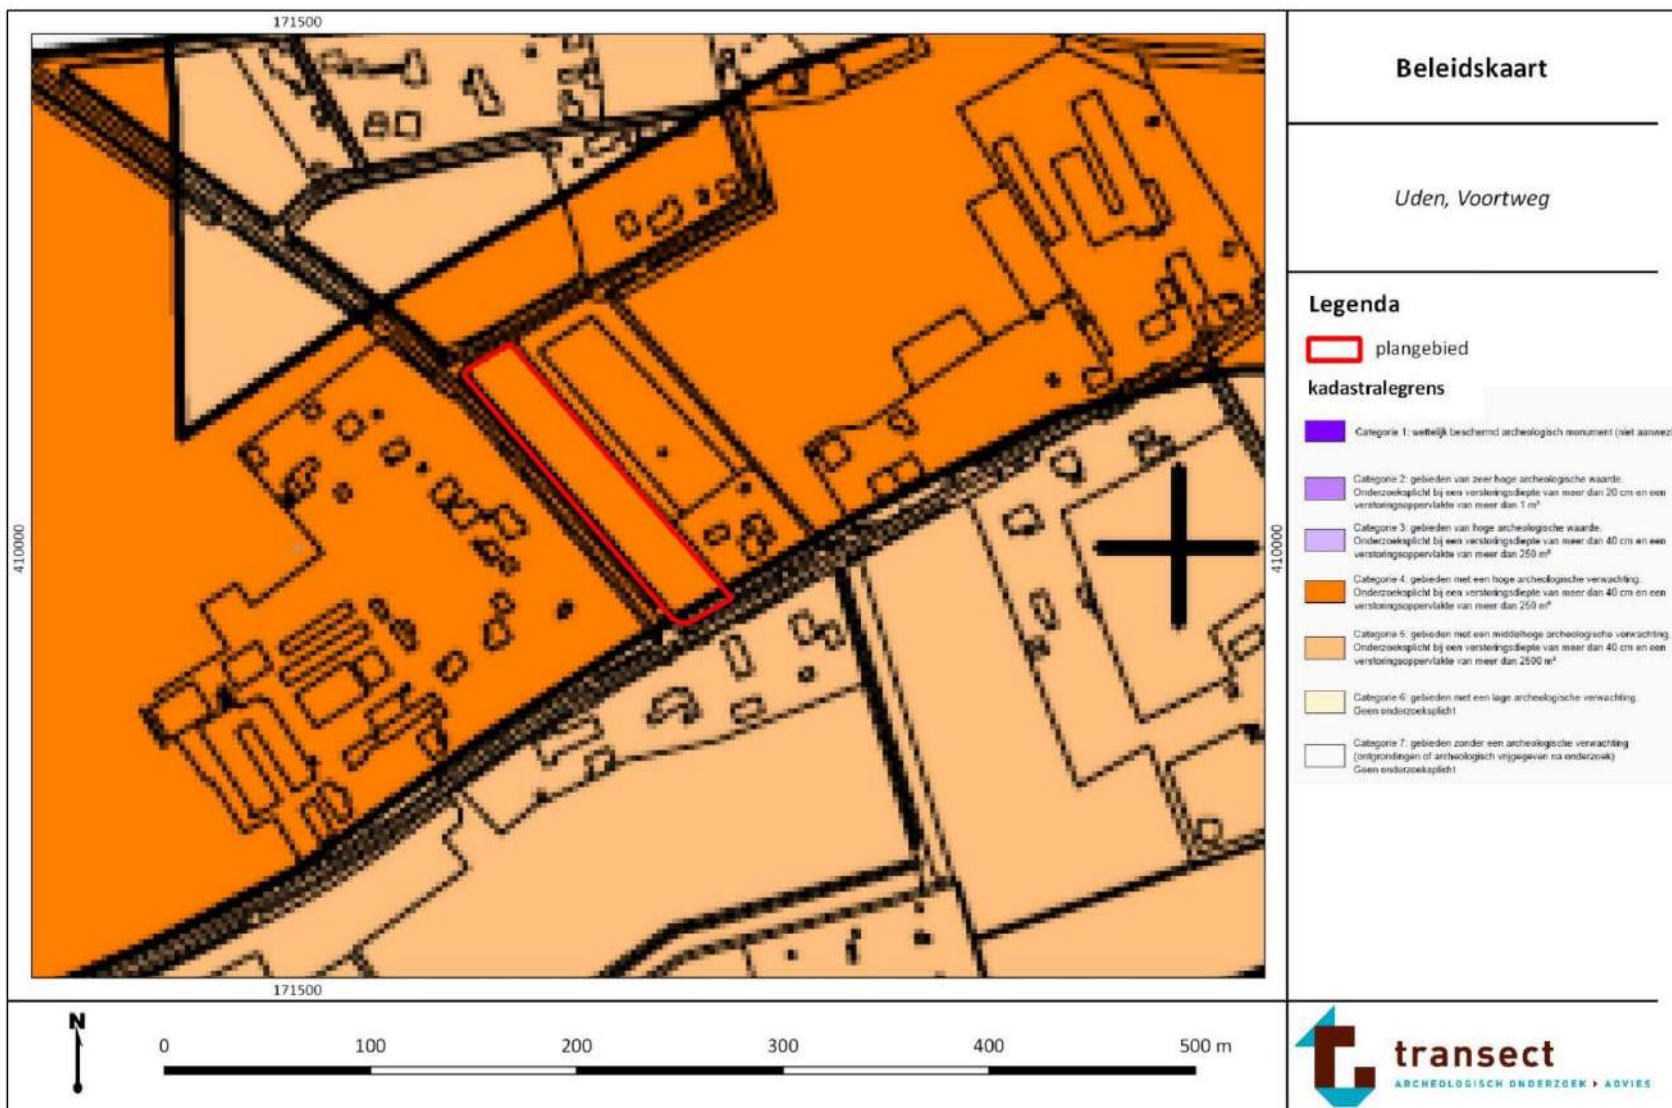 171500
Beleidskaart
Uden, Voortweg
Legenda
plangebied
kadastralegrens
Categorie 1: wettelijk beschermd archeologisch monument (niet aanwezi
Categorie 2: gebieden van zeer hoge archeologische waarde.
Onderzoeksplicht bij een verstoringsdiepte van meer dan 20 cm en een
verstoringsoppervlakte van meer dan 1 m²
Categorie 3: gebieden van hoge archeologische waarde.
Onderzoeksplicht bij een verstoringsdiepte van meer dan 40 cm en een
verstoringsoppervlakte van meer dan 250 m²
Categorie 4: gebieden met een hoge archeologische verwachting.
Onderzoeksplicht bij een verstoringsdiepte van meer dan 40 cm en een
verstoringsoppervlakte van meer dan 250 m²
Categorie 5: gebieden met een middelhoge archeologische verwachting.
Onderzoeksplicht bij een verstoringsdiepte van meer dan 40 cm en een
verstoringsoppervlakte van meer dan 2500 m²
Categorie 6: gebieden met een lage archeologische verwachting.
Geen onderzoeksplicht
Categorie 7: gebieden zonder een archeologische verwachting
(ontgrondingen of archeologisch vrijgegeven na onderzoek)
Geen onderzoeksplicht
410000
410000
171500
N
0 100 200 300 400 500 m
transect
ARCHEOLOGISCH ONDERZOEK ▸ ADVIES